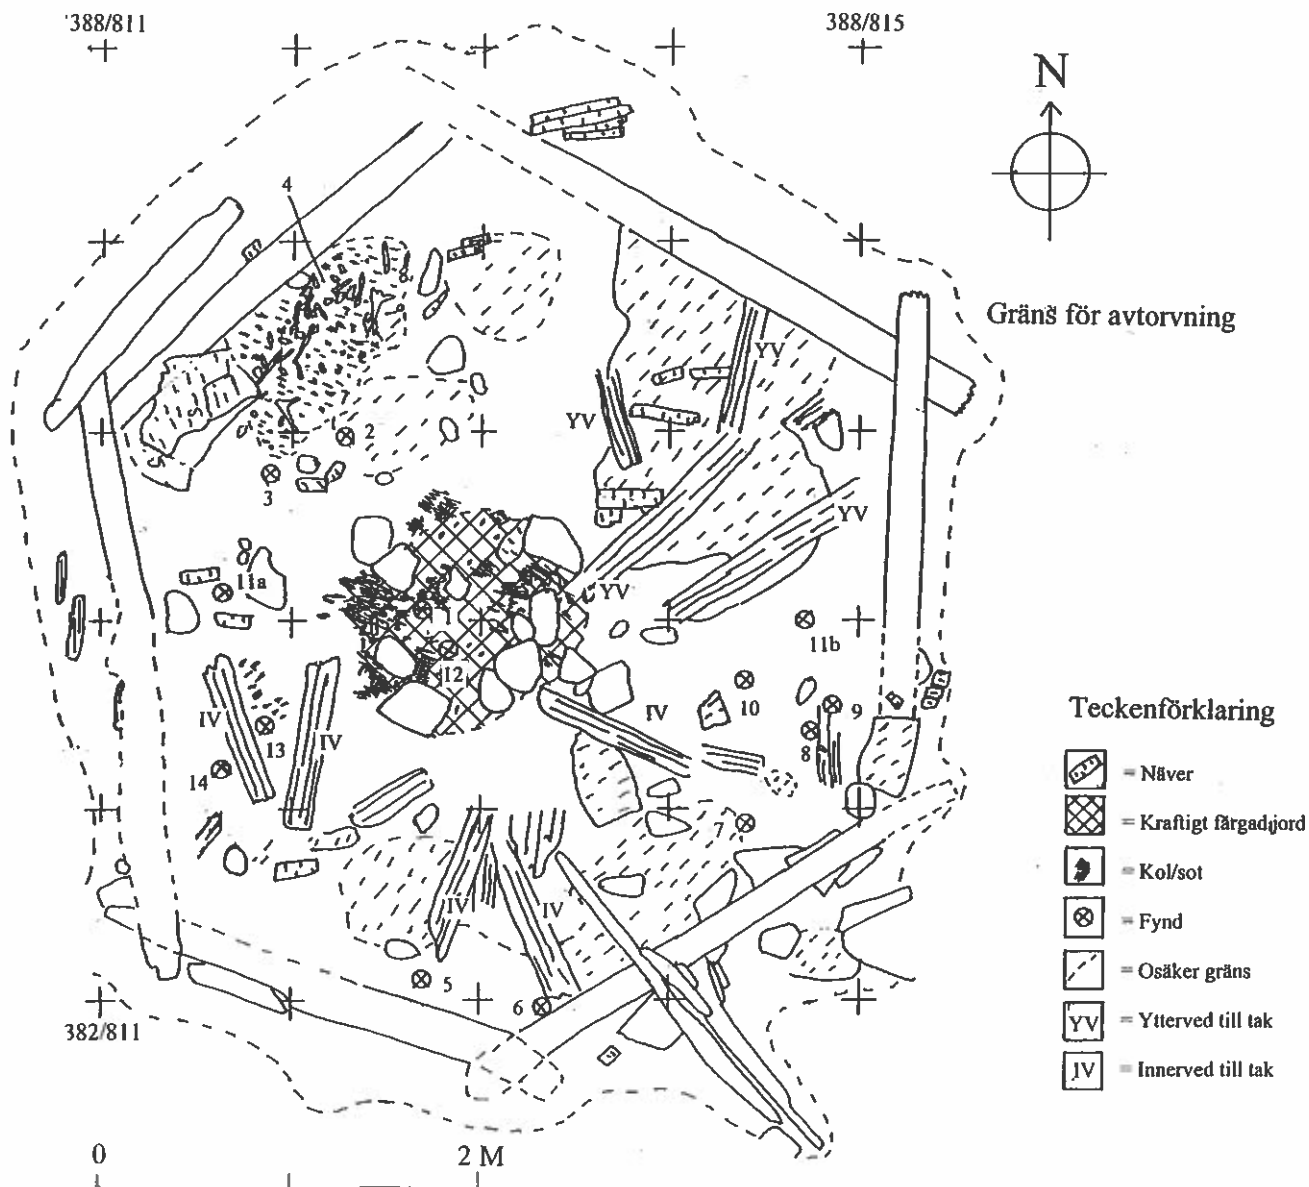 388/811
388/815
N
4
Gräns för avtorvning
YV
YV
2
3
YV
S
11a
YV
1
11b
12
IV
10
9
IV
13
IV
8
14
7
IV
IV
5
6
382/811
0
2 M
Teckenförklaring
= Näver
= Kraftigt färgad jord
= Kol/sot
= Fynd
= Osäker gräns
YV = Ytterved till tak
IV = Innerved till tak